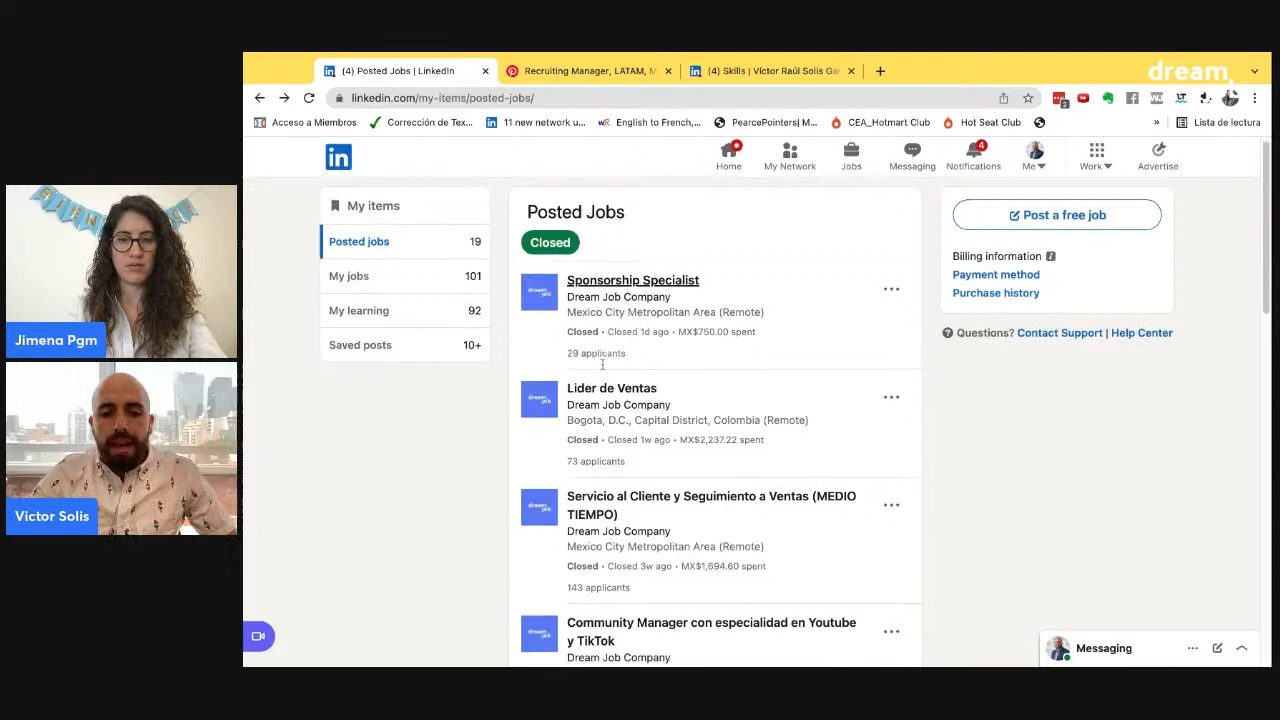 (4) Posted Jobs | LinkedIn
Recruiting Manager, LATAM, M
(4) Skills | Víctor Raúl Solis Ga
dream,
linkedin.com/my-items/posted-jobs/
2
Acceso a Miembros
Corrección de Tex...
11 new network u...
English to French,...
PearcePointers| M...
CEA_Hotmart Club
Hot Seat Club
»
Lista de lectura
in
Home
My Network
Jobs
Messaging
4
Notifications
Me
Work
Advertise
My items
Posted jobs 19
My jobs 101
My learning 92
Saved posts 10+
Posted Jobs
Closed
Sponsorship Specialist
Dream Job Company
Mexico City Metropolitan Area (Remote)
Closed • Closed 1d ago • MX$750.00 spent
29 applicants
Lider de Ventas
Dream Job Company
Bogota, D.C., Capital District, Colombia (Remote)
Closed • Closed 1w ago • MX$2,237.22 spent
73 applicants
Servicio al Cliente y Seguimiento a Ventas (MEDIO
TIEMPO)
Dream Job Company
Mexico City Metropolitan Area (Remote)
Closed • Closed 3w ago • MX$1,694.60 spent
143 applicants
Community Manager con especialidad en Youtube
y TikTok
Dream Job Company
Post a free job
Billing information
Payment method
Purchase history
Questions? Contact Support | Help Center
Messaging
Jimena Pgm
Victor Solis